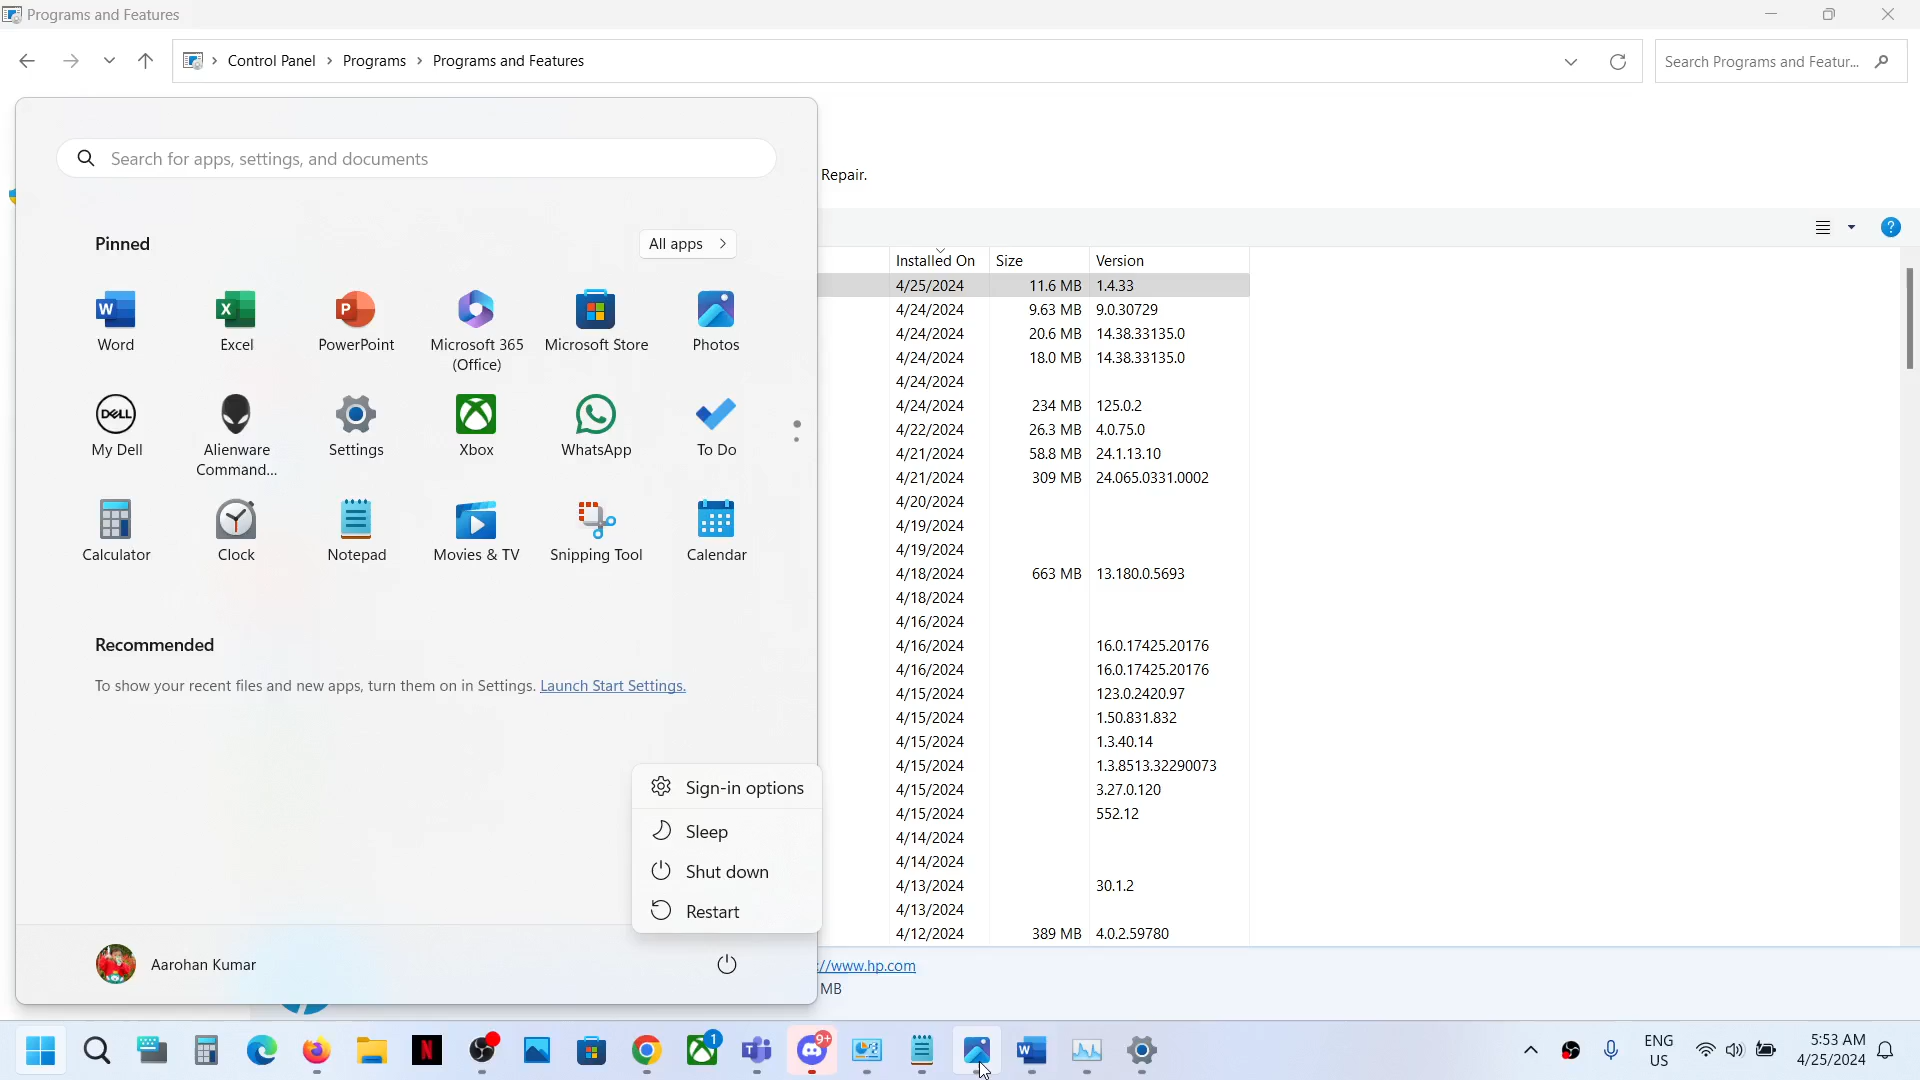 Programs and Features
Control Panel > Programs > Programs and Features
Search Programs and Featur...
Search for apps, settings, and documents
Repair.
Pinned
All apps >
Word
Excel
PowerPoint
Microsoft 365
(Office)
Microsoft Store
Photos
DELL
My Dell
Alienware
Command...
Settings
Xbox
WhatsApp
To Do
Calculator
Clock
Notepad
Movies & TV
Snipping Tool
Calendar
Recommended
To show your recent files and new apps, turn them on in Settings. Launch Start Settings.
Sign-in options
Sleep
Shut down
Restart
Aarohan Kumar
Installed On Size Version
4/25/2024 11.6 MB 1.4.33
4/24/2024 9.63 MB 9.0.30729
4/24/2024 20.6 MB 14.38.33135.0
4/24/2024 18.0 MB 14.38.33135.0
4/24/2024
4/24/2024 234 MB 125.0.2
4/22/2024 26.3 MB 4.0.75.0
4/21/2024 58.8 MB 24.1.13.10
4/21/2024 309 MB 24.065.0331.0002
4/20/2024
4/19/2024
4/19/2024
4/18/2024 663 MB 13.180.0.5693
4/18/2024
4/16/2024
4/16/2024 16.0.17425.20176
4/16/2024 16.0.17425.20176
4/15/2024 123.0.2420.97
4/15/2024 1.50.831.832
4/15/2024 1.3.40.14
4/15/2024 1.3.8513.32290073
4/15/2024 3.27.0.120
4/15/2024 552.12
4/14/2024
4/14/2024
4/13/2024 30.1.2
4/13/2024
4/12/2024 389 MB 4.0.2.59780
://www.hp.com
MB
1
9+
ENG
US
5:53 AM
4/25/2024